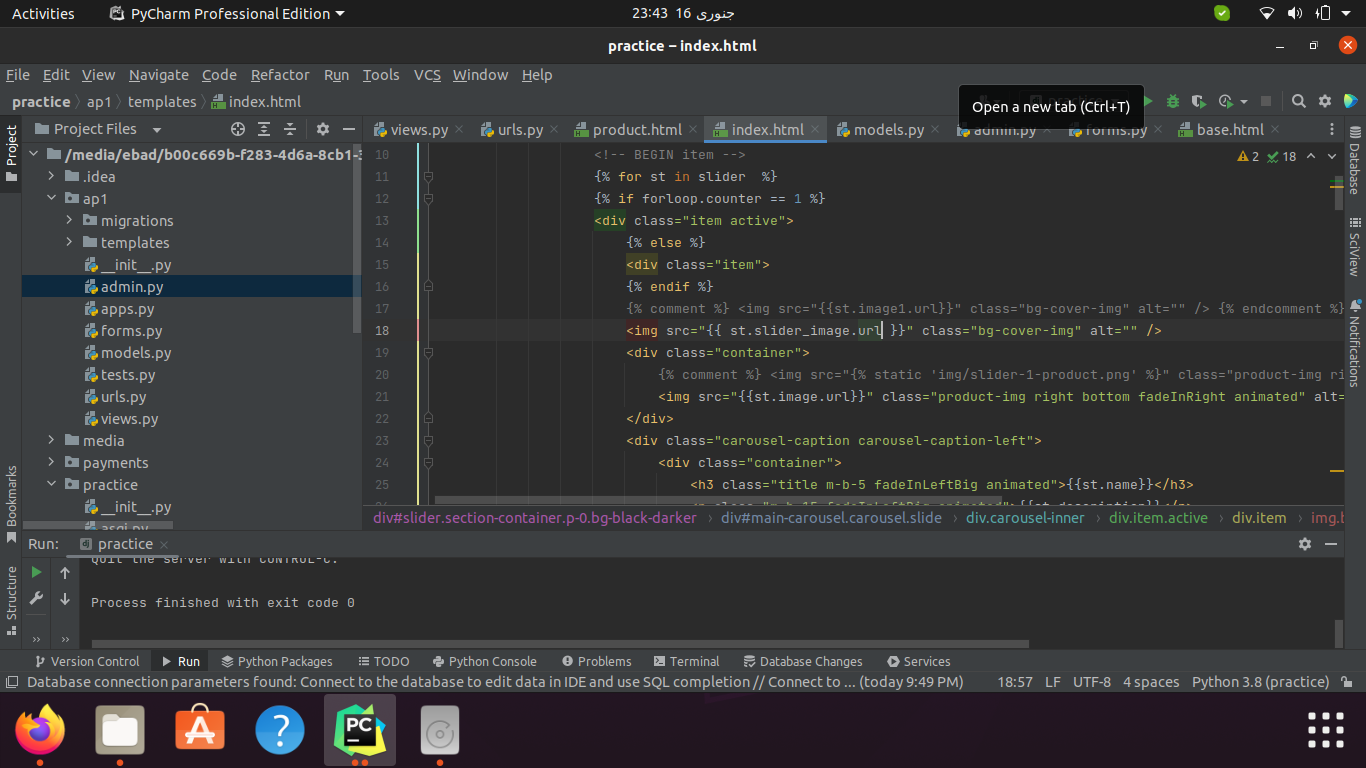 Activities PyCharm Professional Edition 23:43 16 جنوری
practice – index.html
File Edit View Navigate Code Refactor Run Tools VCS Window Help
practice ap1 templates index.html
Open a new tab (Ctrl+T)
Project Files
views.py urls.py product.html index.html models.py admin.py forms.py base.html
Project
/media/ebad/b00c669b-f283-4d6a-8cb1-
.idea
ap1
migrations
templates
__init__.py
admin.py
apps.py
forms.py
models.py
tests.py
urls.py
views.py
media
payments
practice
__init__.py
asgi.py
Bookmarks
Structure
2 18
10 <!-- BEGIN item -->
11 {% for st in slider %}
12 {% if forloop.counter == 1 %}
13 <div class="item active">
14 {% else %}
15 <div class="item">
16 {% endif %}
17 {% comment %} <img src="{{st.image1.url}}" class="bg-cover-img" alt="" /> {% endcomment %}
18 <img src="{{ st.slider_image.url }}" class="bg-cover-img" alt="" />
19 <div class="container">
20 {% comment %} <img src="{% static 'img/slider-1-product.png' %}" class="product-img ri
21 <img src="{{st.image.url}}" class="product-img right bottom fadeInRight animated" alt=
22 </div>
23 <div class="carousel-caption carousel-caption-left">
24 <div class="container">
25 <h3 class="title m-b-5 fadeInLeftBig animated">{{st.name}}</h3>
Database
SciView
Notifications
div#slider.section-container.p-0.bg-black-darker div#main-carousel.carousel.slide div.carousel-inner div.item.active div.item img.b
Run: practice
Quit the server with CONTROL-C.
Process finished with exit code 0
Version Control Run Python Packages TODO Python Console Problems Terminal Database Changes Services
Database connection parameters found: Connect to the database to edit data in IDE and use SQL completion // Connect to ... (today 9:49 PM) 18:57 LF UTF-8 4 spaces Python 3.8 (practice)
PC